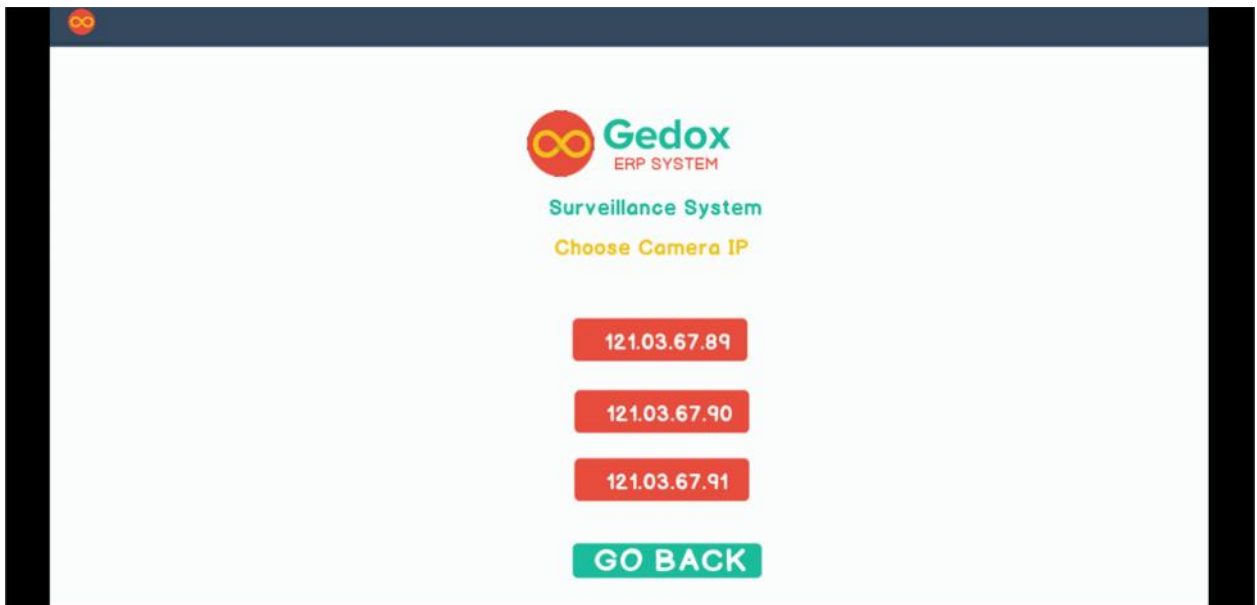 Gedox
ERP SYSTEM
Surveillance System
Choose Camera IP
121.03.67.89
121.03.67.90
121.03.67.91
GO BACK